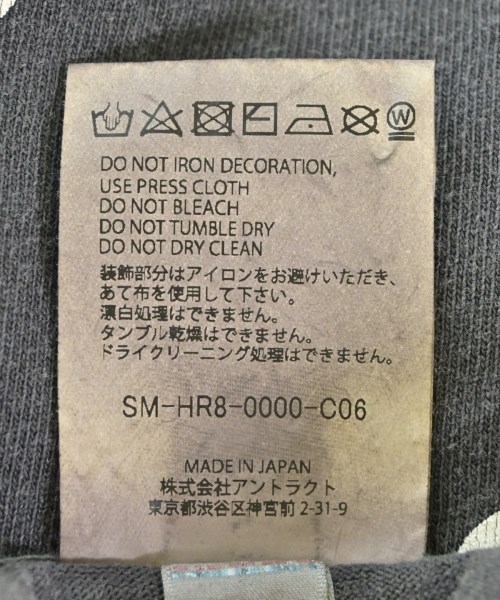 W
DO NOT IRON DECORATION,
USE PRESS CLOTH
DO NOT BLEACH
DO NOT TUMBLE DRY
DO NOT DRY CLEAN
装飾部分はアイロンをお避けいただき、
あて布を使用して下さい。
漂白処理はできません。
タンブル乾燥はできません。
ドライクリーニング処理はできません。
SM-HR8-0000-C06
MADE IN JAPAN
株式会社アントラクト
東京都渋谷区神宮前 2-31-9